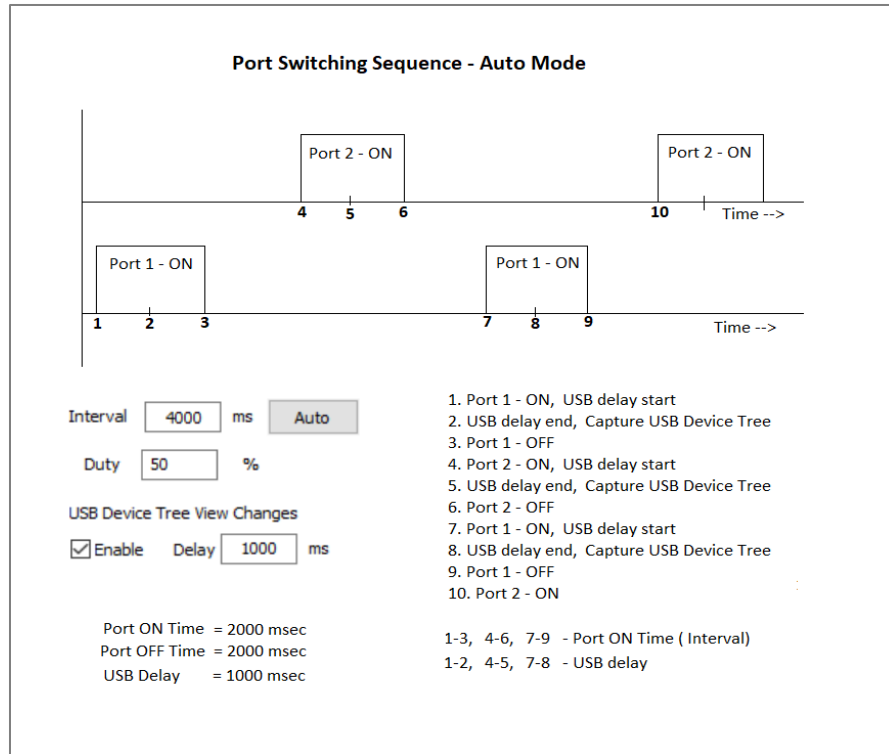 Port Switching Sequence - Auto Mode
Port 2 - ON
Port 2 - ON
4 5 6 10 Time -->
Port 1 - ON
Port 1 - ON
1 2 3 7 8 9 Time -->
Interval 4000 ms Auto
Duty 50 %
USB Device Tree View Changes
Enable Delay 1000 ms
Port ON Time = 2000 msec
Port OFF Time = 2000 msec
USB Delay = 1000 msec
1. Port 1 - ON, USB delay start
2. USB delay end, Capture USB Device Tree
3. Port 1 - OFF
4. Port 2 - ON, USB delay start
5. USB delay end, Capture USB Device Tree
6. Port 2 - OFF
7. Port 1 - ON, USB delay start
8. USB delay end, Capture USB Device Tree
9. Port 1 - OFF
10. Port 2 - ON
1-3, 4-6, 7-9 - Port ON Time ( Interval)
1-2, 4-5, 7-8 - USB delay